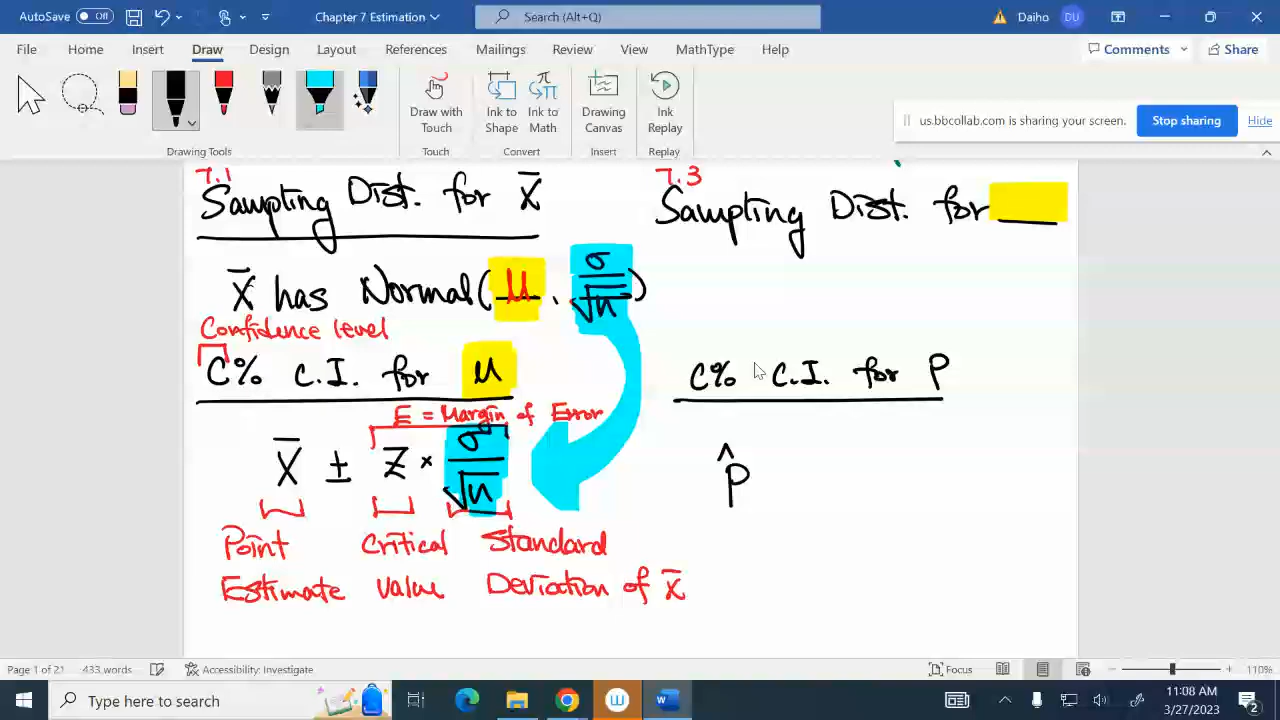 AutoSave Off Chapter 7 Estimation Search (Alt+Q) Daiho DU
File Home Insert Draw Design Layout References Mailings Review View MathType Help Comments Share
Draw with Touch Ink to Shape Ink to Math Drawing Canvas Ink Replay
Drawing Tools Touch Convert Insert Replay
us.bbcollab.com is sharing your screen. Stop sharing Hide
7.1 7.3
Sampting Dist. for X̄ Sampting Dist. for
X̄ has Normal(μ, σ/√n)
Confidence level
C% C.I. for μ C% C.I. for P
E = Margin of Error
X̄ ± Z × σ/√n p̂
Point Critical Standard
Estimate Value Deviation of x̄
Page 1 of 21 433 words Accessibility: Investigate Focus 110%
Type here to search W 11:08 AM
3/27/2023 2